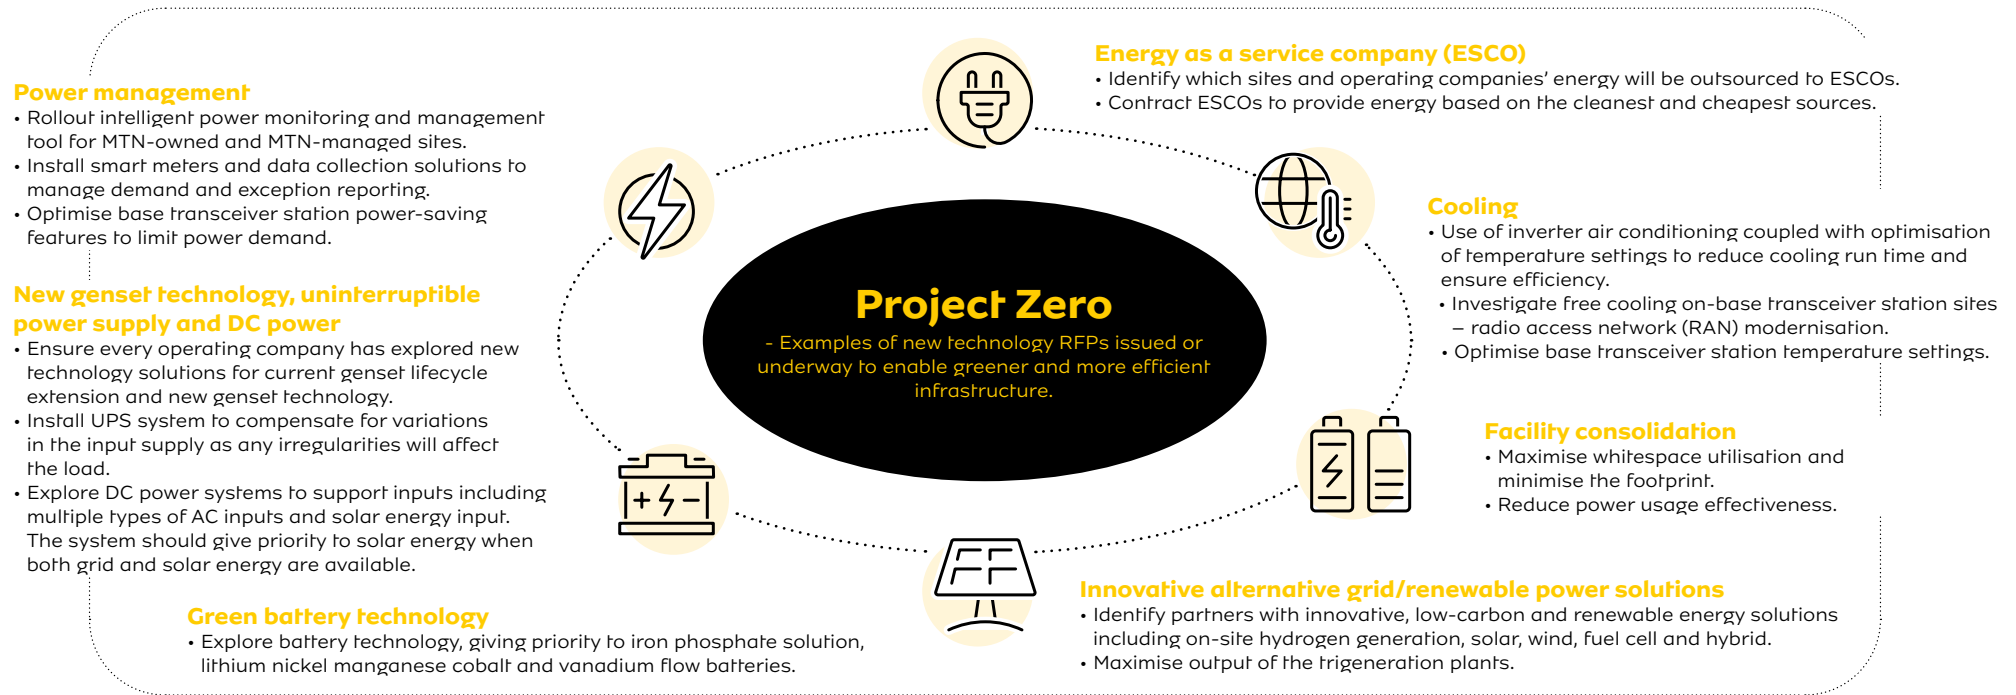 Power management
• Rollout intelligent power monitoring and management
tool for MTN-owned and MTN-managed sites.
• Install smart meters and data collection solutions to
manage demand and exception reporting.
• Optimise base transceiver station power-saving
features to limit power demand.
New genset technology, uninterruptible
power supply and DC power
• Ensure every operating company has explored new
technology solutions for current genset lifecycle
extension and new genset technology.
• Install UPS system to compensate for variations
in the input supply as any irregularities will affect
the load.
• Explore DC power systems to support inputs including
multiple types of AC inputs and solar energy input.
The system should give priority to solar energy when
both grid and solar energy are available.
Green battery technology
• Explore battery technology, giving priority to iron phosphate solution,
lithium nickel manganese cobalt and vanadium flow batteries.
Project Zero
- Examples of new technology RFPs issued or
underway to enable greener and more efficient
infrastructure.
Energy as a service company (ESCO)
• Identify which sites and operating companies' energy will be outsourced to ESCOs.
• Contract ESCOs to provide energy based on the cleanest and cheapest sources.
Cooling
• Use of inverter air conditioning coupled with optimisation
of temperature settings to reduce cooling run time and
ensure efficiency.
• Investigate free cooling on-base transceiver station sites
– radio access network (RAN) modernisation.
• Optimise base transceiver station temperature settings.
Facility consolidation
• Maximise whitespace utilisation and
minimise the footprint.
• Reduce power usage effectiveness.
Innovative alternative grid/renewable power solutions
• Identify partners with innovative, low-carbon and renewable energy solutions
including on-site hydrogen generation, solar, wind, fuel cell and hybrid.
• Maximise output of the trigeneration plants.